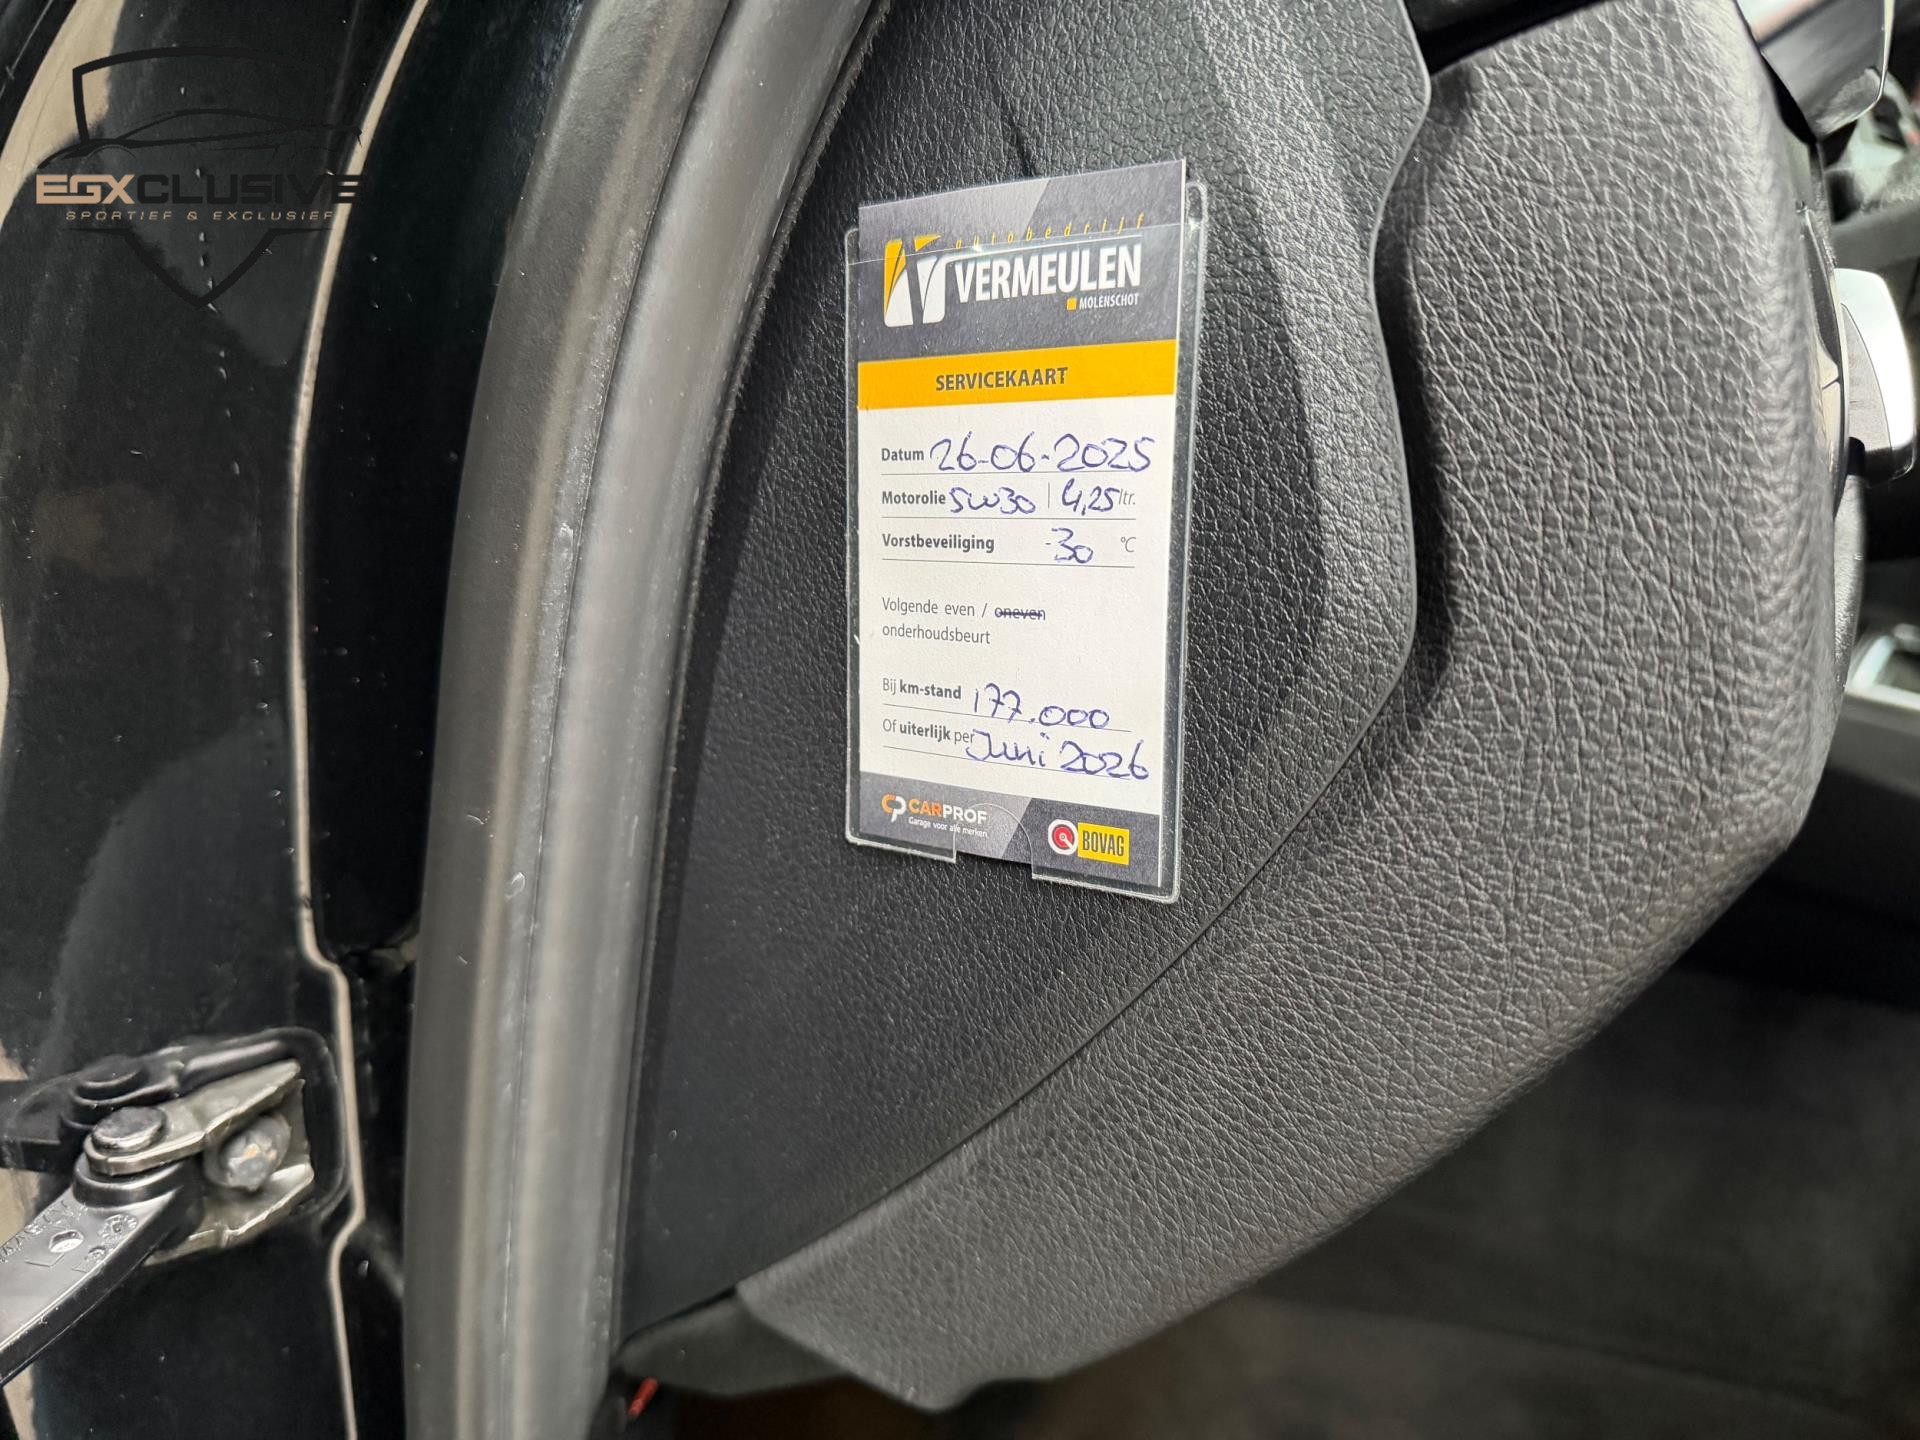 EGXCLUSIVE
SPORTIEF & EXCLUSIEF
autobedrijf
VERMEULEN
MOLENSCHOT
SERVICEKAART
Datum 26-06-2025
Motorolie 5w30 | 4,25 ltr.
Vorstbeveiliging -30 °C
Volgende even / oneven
onderhoudsbeurt
Bij km-stand 177.000
Of uiterlijk per Juni 2026
CARPROF
Garage voor alle merken
BOVAG